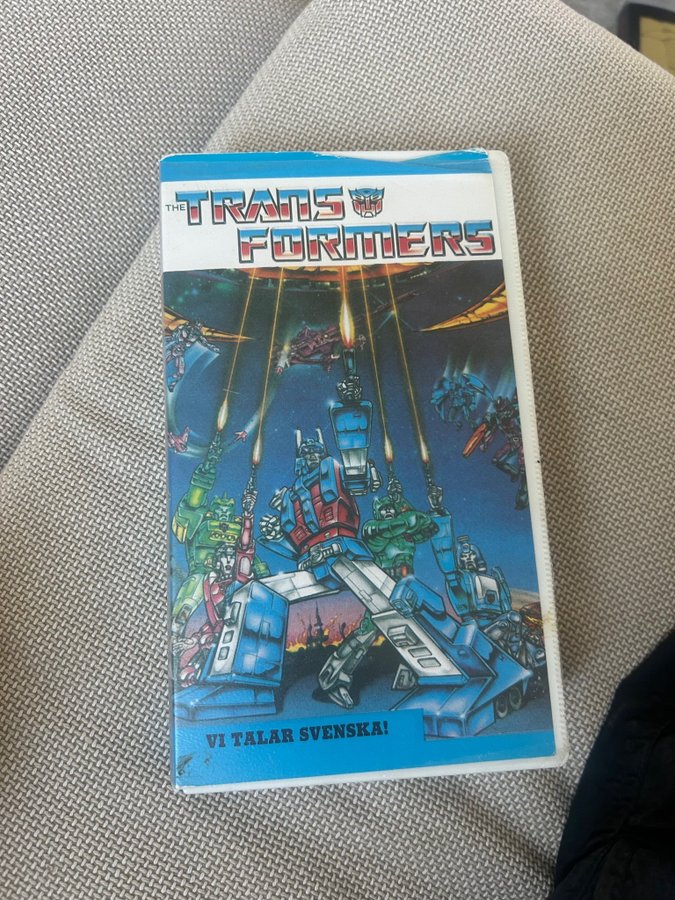 THE TRANS
FORMERS
VI TALAR SVENSKA!